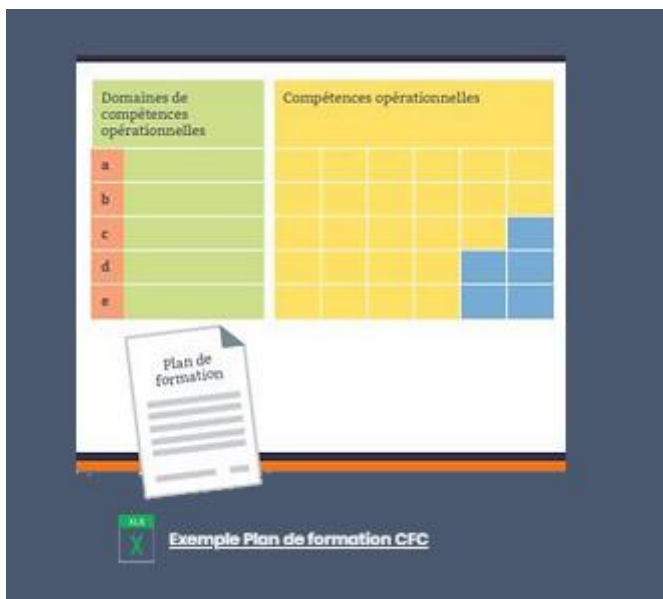 Domaines de
compétences
opérationnelles
Compétences opérationnelles
a
b
c
d
e
Plan de
formation
XLS
X
Exemple Plan de formation CFC